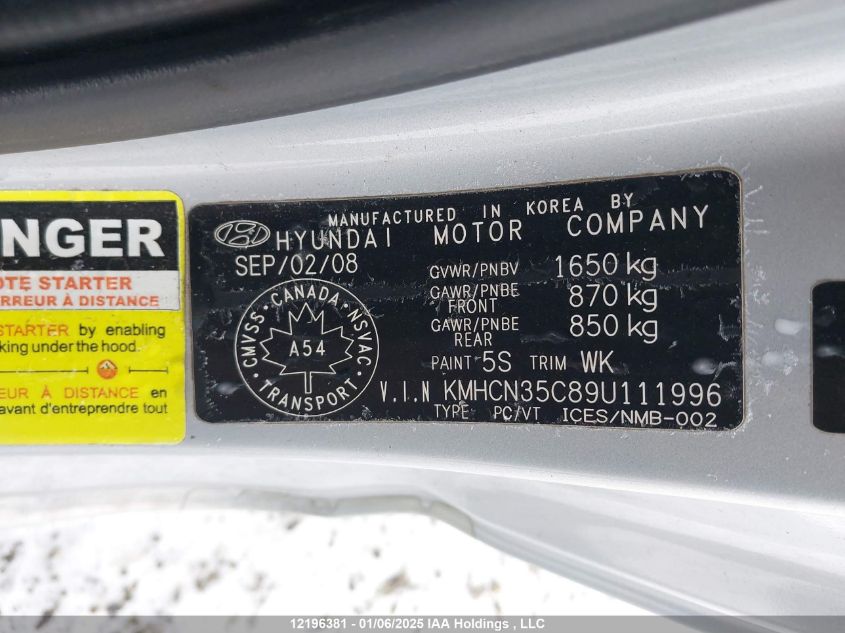 NGER
OTE STARTER
ERREUR À DISTANCE
STARTER by enabling
king under the hood.
EUR À DISTANCE en
avant d'entreprendre tout
MANUFACTURED IN KOREA BY
HYUNDAI MOTOR COMPANY
SEP/02/08
GVWR/PNBV 1650 kg
GAWR/PNBE FRONT 870 kg
GAWR/PNBE REAR 850 kg
PAINT 5S TRIM WK
V.I.N KMHCN35C89U111996
TYPE PC/VT ICES/NMB-002
CMVSS · CANADA · NSVAC
A54
TRANSPORT
12196381 - 01/06/2025 IAA Holdings , LLC